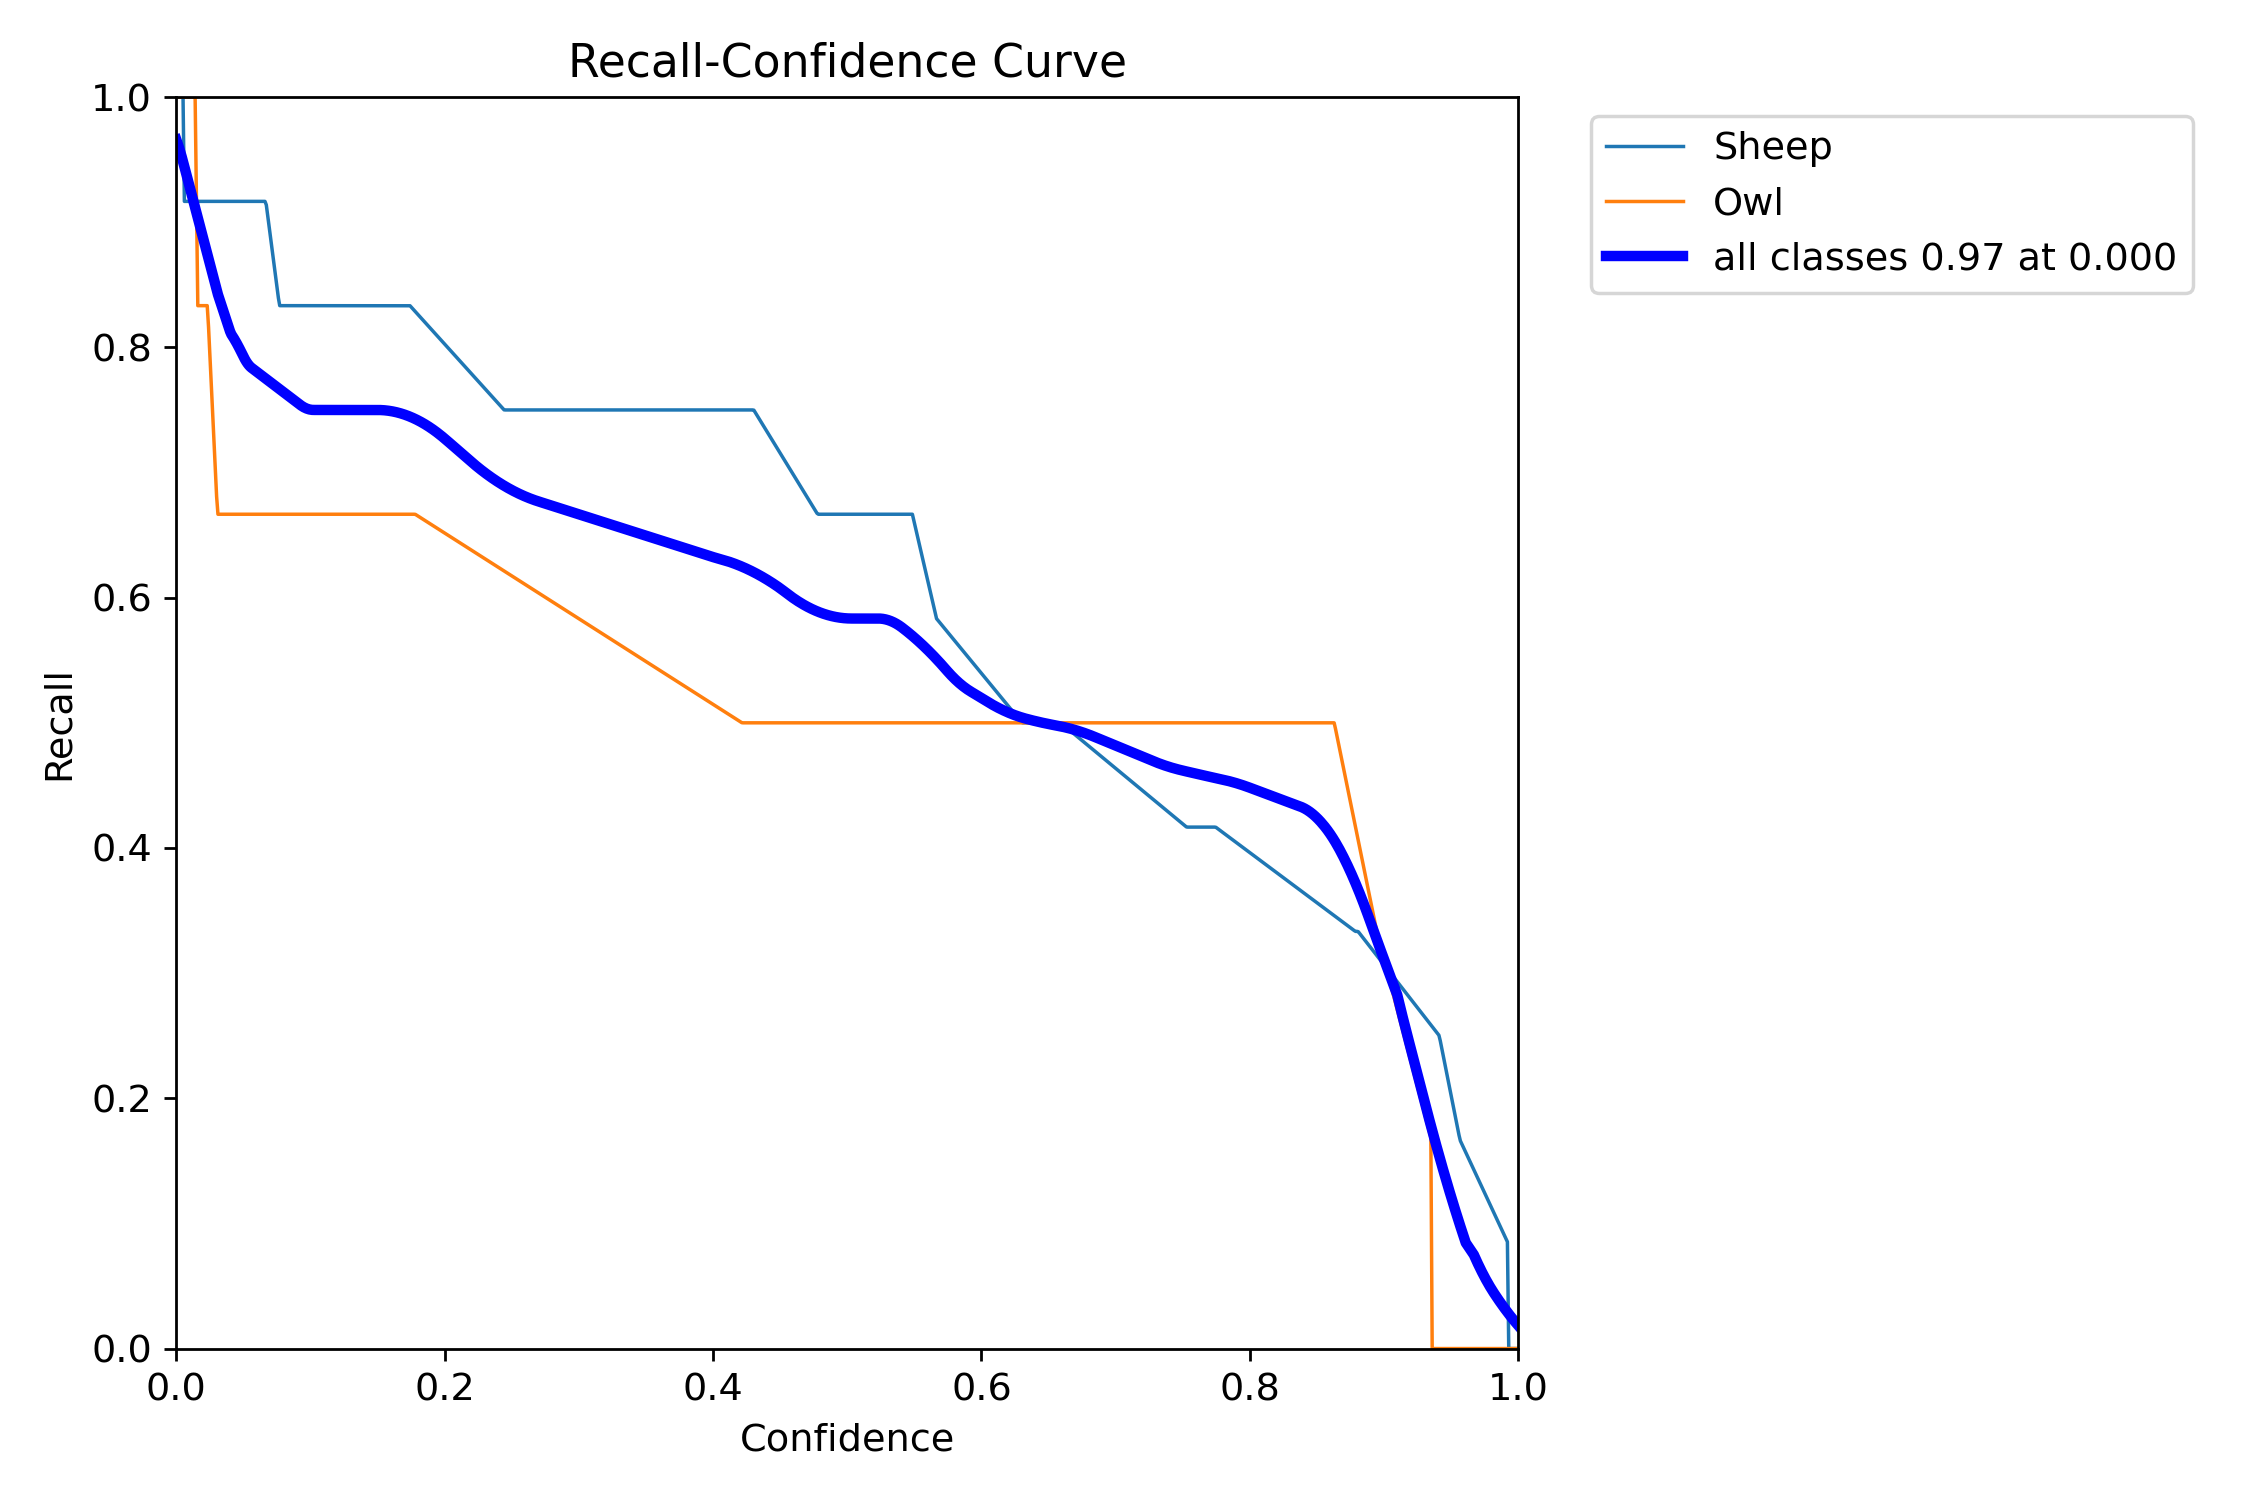 Recall-Confidence Curve
1.0
0.8
0.6
0.4
0.2
0.0
Recall
0.0 0.2 0.4 0.6 0.8 1.0
Confidence
Sheep
Owl
all classes 0.97 at 0.000